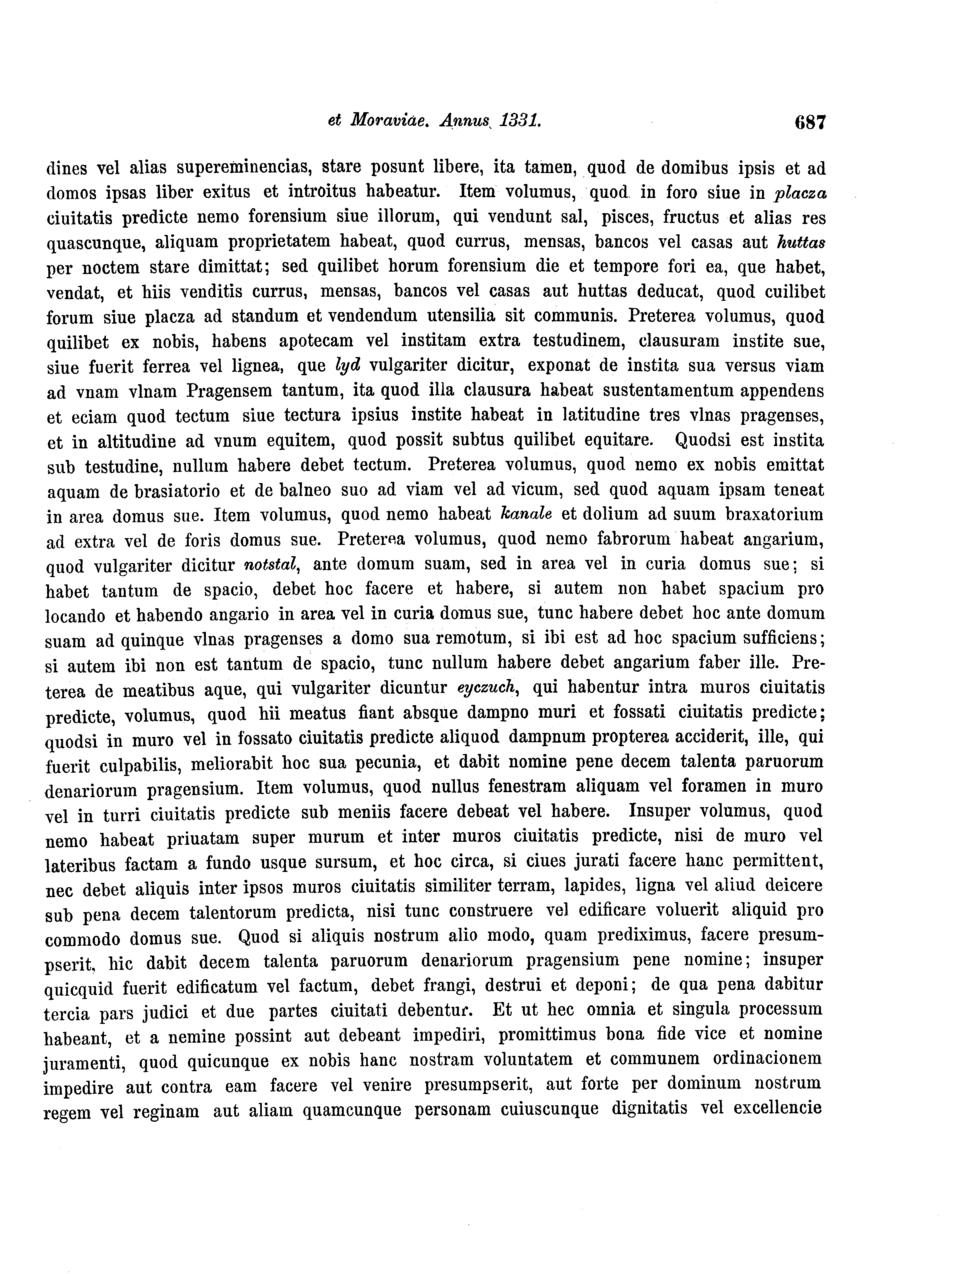 et Moraviae. Annus 1331. 687
dines vel alias supereminencias, stare posunt libere, ita tamen, quod de domibus ipsis et ad
domos ipsas liber exitus et introitus habeatur. Item volumus, quod in foro siue in placza
ciuitatis predicte nemo forensium siue illorum, qui vendunt sal, pisces, fructus et alias res
quascunque, aliquam proprietatem habeat, quod currus, mensas, bancos vel casas aut huttas
per noctem stare dimittat; sed quilibet horum forensium die et tempore fori ea, que habet,
vendat, et hiis venditis currus, mensas, bancos vel casas aut huttas deducat, quod cuilibet
forum siue placza ad standum et vendendum utensilia sit communis. Preterea volumus, quod
quilibet ex nobis, habens apotecam vel institam extra testudinem, clausuram instite sue,
siue fuerit ferrea vel lignea, que lyd vulgariter dicitur, exponat de instita sua versus viam
ad vnam vlnam Pragensem tantum, ita quod illa clausura habeat sustentamentum appendens
et eciam quod tectum siue tectura ipsius instite habeat in latitudine tres vlnas pragenses,
et in altitudine ad vnum equitem, quod possit subtus quilibet equitare. Quodsi est instita
sub testudine, nullum habere debet tectum. Preterea volumus, quod nemo ex nobis emittat
aquam de brasiatorio et de balneo suo ad viam vel ad vicum, sed quod aquam ipsam teneat
in area domus sue. Item volumus, quod nemo habeat kanale et dolium ad suum braxatorium
ad extra vel de foris domus sue. Preterea volumus, quod nemo fabrorum habeat angarium,
quod vulgariter dicitur notstal, ante domum suam, sed in area vel in curia domus sue; si
habet tantum de spacio, debet hoc facere et habere, si autem non habet spacium pro
locando et habendo angario in area vel in curia domus sue, tunc habere debet hoc ante domum
suam ad quinque vlnas pragenses a domo sua remotum, si ibi est ad hoc spacium sufficiens;
si autem ibi non est tantum de spacio, tunc nullum habere debet angarium faber ille. Pre-
terea de meatibus aque, qui vulgariter dicuntur eyczuch, qui habentur intra muros ciuitatis
predicte, volumus, quod hii meatus fiant absque dampno muri et fossati ciuitatis predicte;
quodsi in muro vel in fossato ciuitatis predicte aliquod dampnum propterea acciderit, ille, qui
fuerit culpabilis, meliorabit hoc sua pecunia, et dabit nomine pene decem talenta paruorum
denariorum pragensium. Item volumus, quod nullus fenestram aliquam vel foramen in muro
vel in turri ciuitatis predicte sub meniis facere debeat vel habere. Insuper volumus, quod
nemo habeat priuatam super murum et inter muros ciuitatis predicte, nisi de muro vel
lateribus factam a fundo usque sursum, et hoc circa, si ciues jurati facere hanc permittent,
nec debet aliquis inter ipsos muros ciuitatis similiter terram, lapides, ligna vel aliud deicere
sub pena decem talentorum predicta, nisi tunc construere vel edificare voluerit aliquid pro
commodo domus sue. Quod si aliquis nostrum alio modo, quam prediximus, facere presum-
pserit, hic dabit decem talenta paruorum denariorum pragensium pene nomine; insuper
quicquid fuerit edificatum vel factum, debet frangi, destrui et deponi; de qua pena dabitur
tercia pars judici et due partes ciuitati debentur. Et ut hec omnia et singula processum
habeant, et a nemine possint aut debeant impediri, promittimus bona fide vice et nomine
juramenti, quod quicunque ex nobis hanc nostram voluntatem et communem ordinacionem
impedire aut contra eam facere vel venire presumpserit, aut forte per dominum nostrum
regem vel reginam aut aliam quamcunque personam cuiuscunque dignitatis vel excellencie